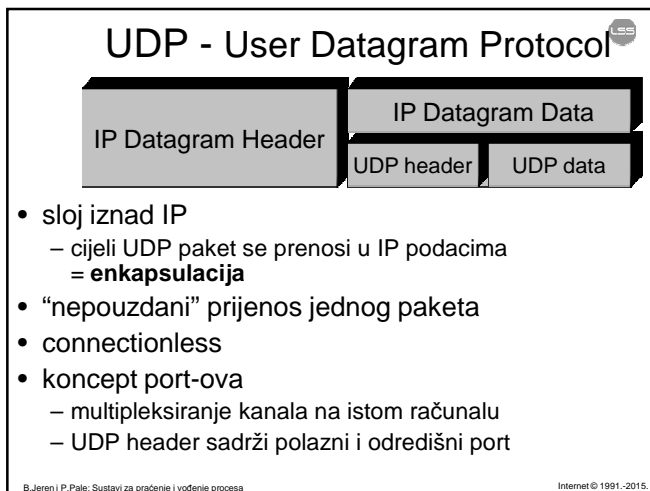 UDP - User Datagram Protocol
LSS
IP Datagram Header
IP Datagram Data
UDP header
UDP data
• sloj iznad IP
– cijeli UDP paket se prenosi u IP podacima
= enkapsulacija
• “nepouzdani” prijenos jednog paketa
• connectionless
• koncept port-ova
– multipleksiranje kanala na istom računalu
– UDP header sadrži polazni i odredišni port
B.Jeren i P.Pale: Sustavi za praćenje i vođenje procesa
Internet © 1991.-2015.